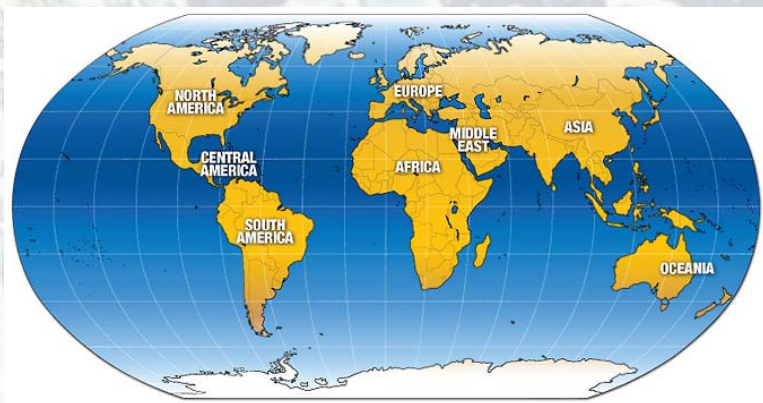 NORTH
AMERICA
EUROPE
MIDDLE
EAST
ASIA
CENTRAL
AMERICA
AFRICA
SOUTH
AMERICA
OCEANIA